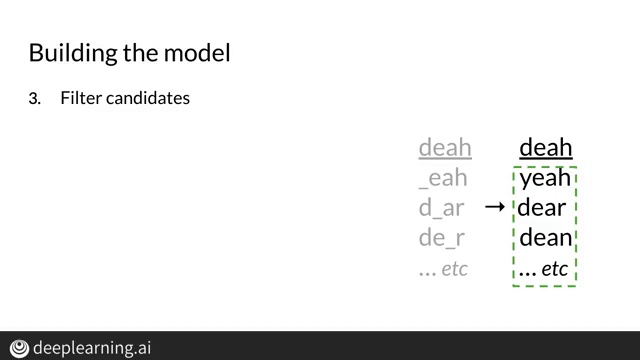 Building the model
3. Filter candidates
deah
_eah
d_ar
de_r
... etc
→
deah
yeah
dear
dean
... etc
deeplearning.ai